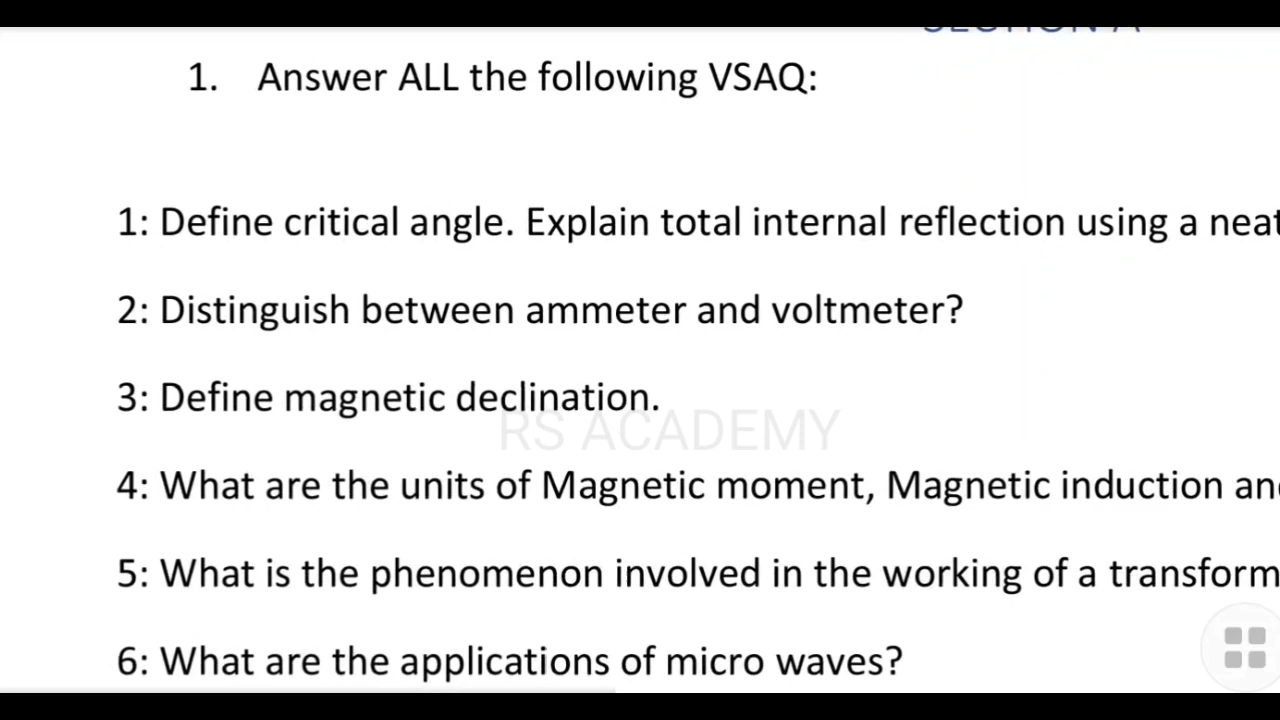 1. Answer ALL the following VSAQ:
1: Define critical angle. Explain total internal reflection using a neat
2: Distinguish between ammeter and voltmeter?
3: Define magnetic declination.
RS ACADEMY
4: What are the units of Magnetic moment, Magnetic induction and
5: What is the phenomenon involved in the working of a transform
6: What are the applications of micro waves?